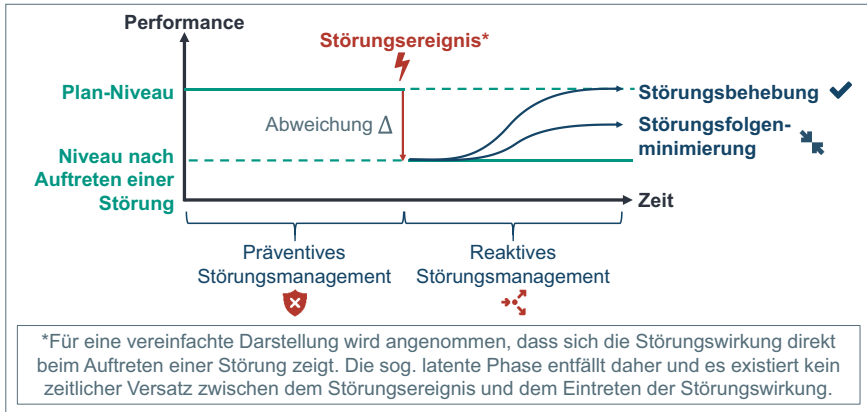 Performance
Störungsereignis*
Plan-Niveau
Störungsbehebung
Abweichung Δ
Störungsfolgen-
minimierung
Niveau nach
Auftreten einer
Störung
Zeit
Präventives
Störungsmanagement
Reaktives
Störungsmanagement
*Für eine vereinfachte Darstellung wird angenommen, dass sich die Störungswirkung direkt
beim Auftreten einer Störung zeigt. Die sog. latente Phase entfällt daher und es existiert kein
zeitlicher Versatz zwischen dem Störungsereignis und dem Eintreten der Störungswirkung.